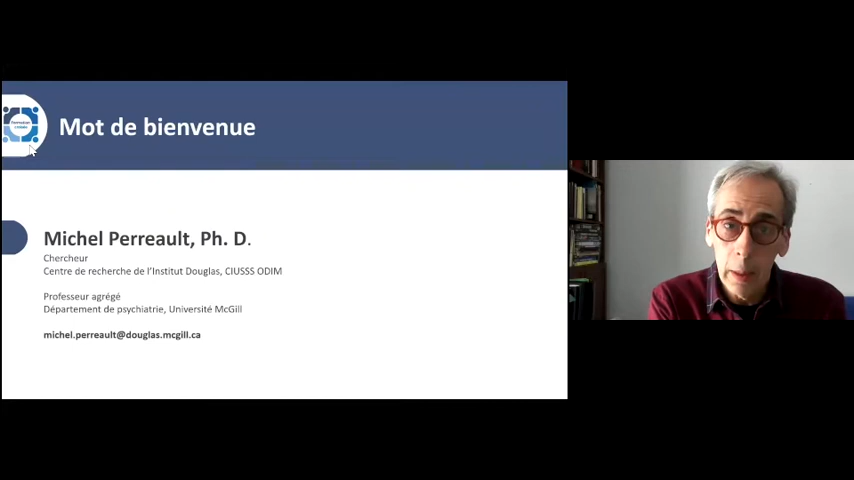 Mot de bienvenue
Michel Perreault, Ph. D.
Chercheur
Centre de recherche de l'Institut Douglas, CIUSSS ODIM
Professeur agrégé
Département de psychiatrie, Université McGill
michel.perreault@douglas.mcgill.ca